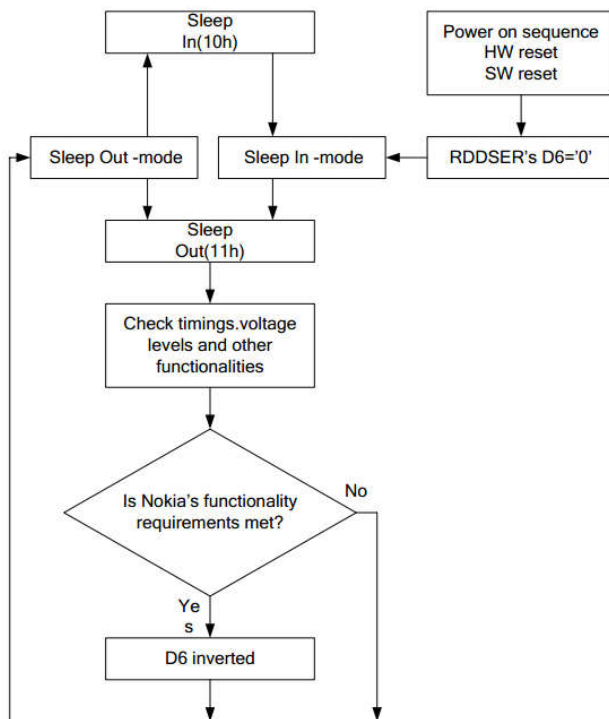 Sleep
In(10h)
Power on sequence
HW reset
SW reset
Sleep Out -mode
Sleep In -mode
RDDSER's D6='0'
Sleep
Out(11h)
Check timings.voltage
levels and other
functionalities
Is Nokia's functionality
requirements met?
No
Ye
s
D6 inverted